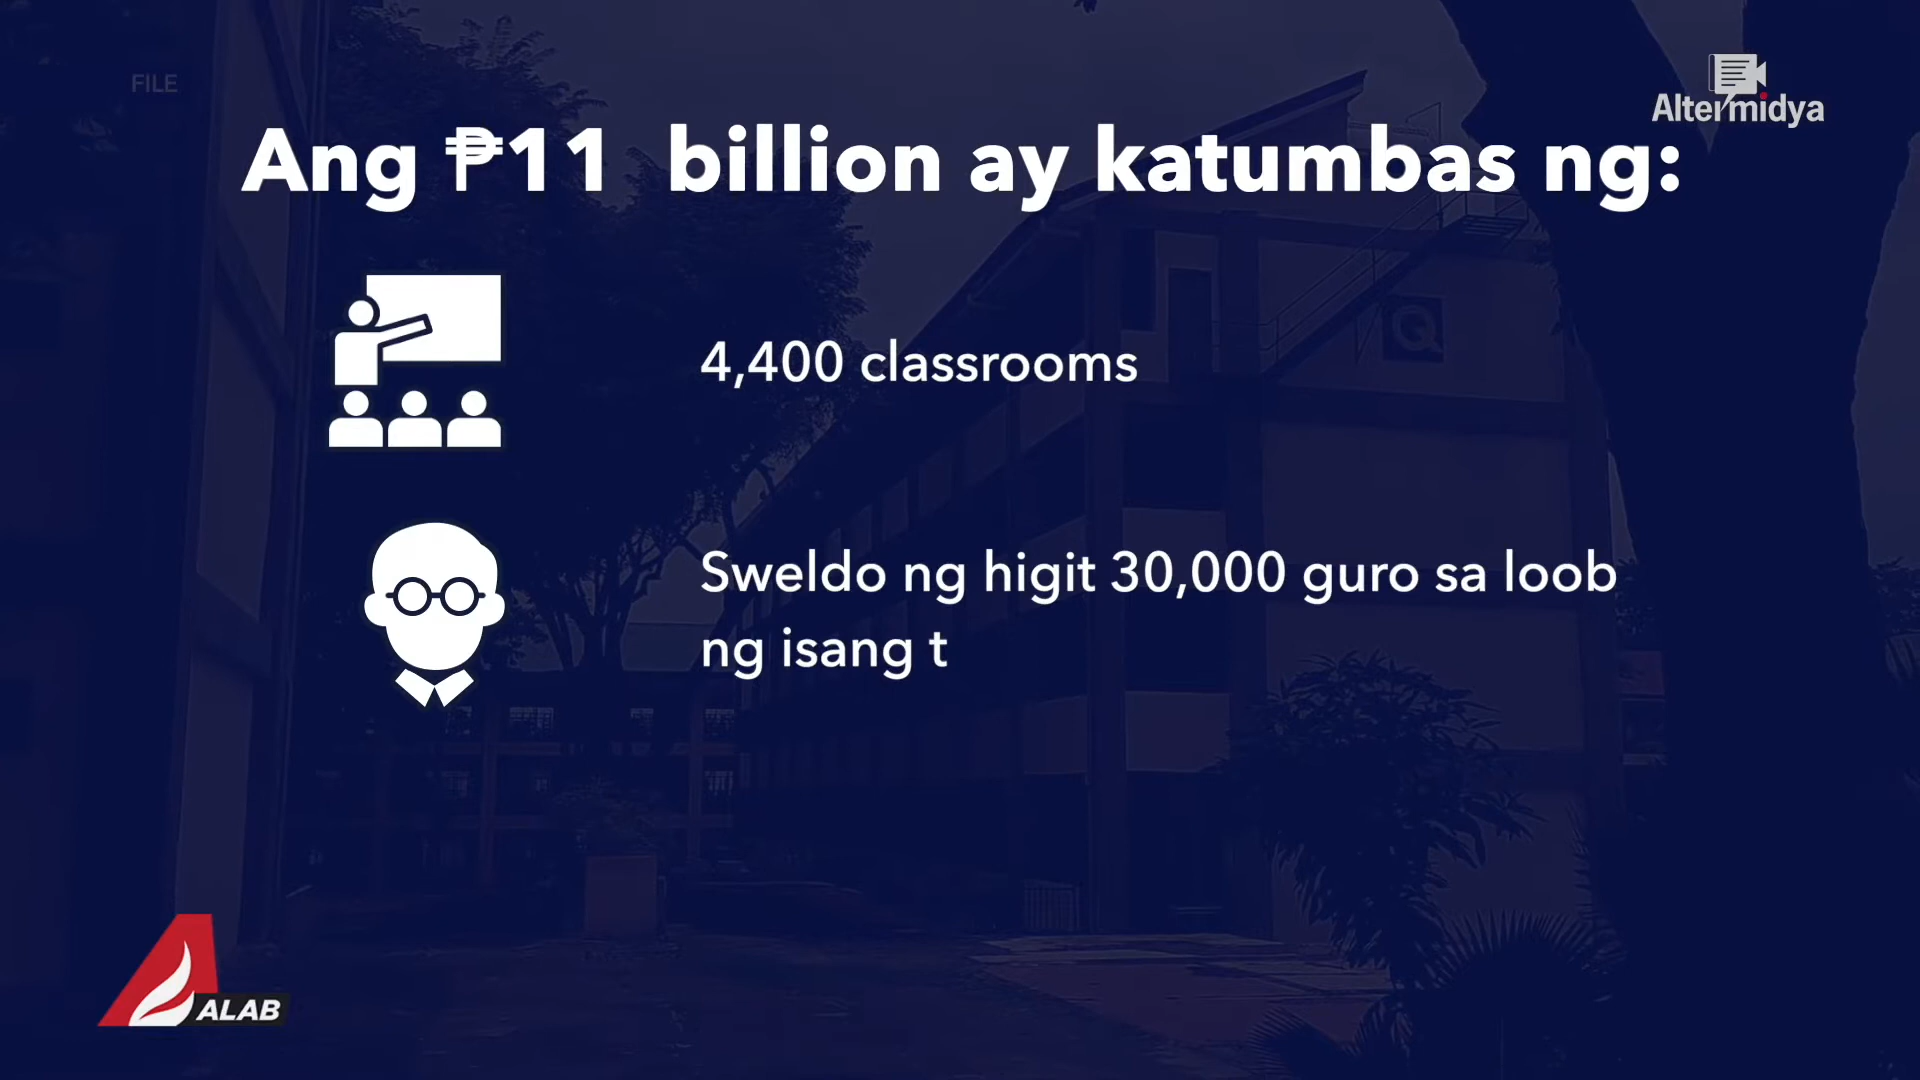 FILE
Altermidya
Ang ₱11 billion ay katumbas ng:
Q
4,400 classrooms
Sweldo ng higit 30,000 guro sa loob
ng isang t
ALAB